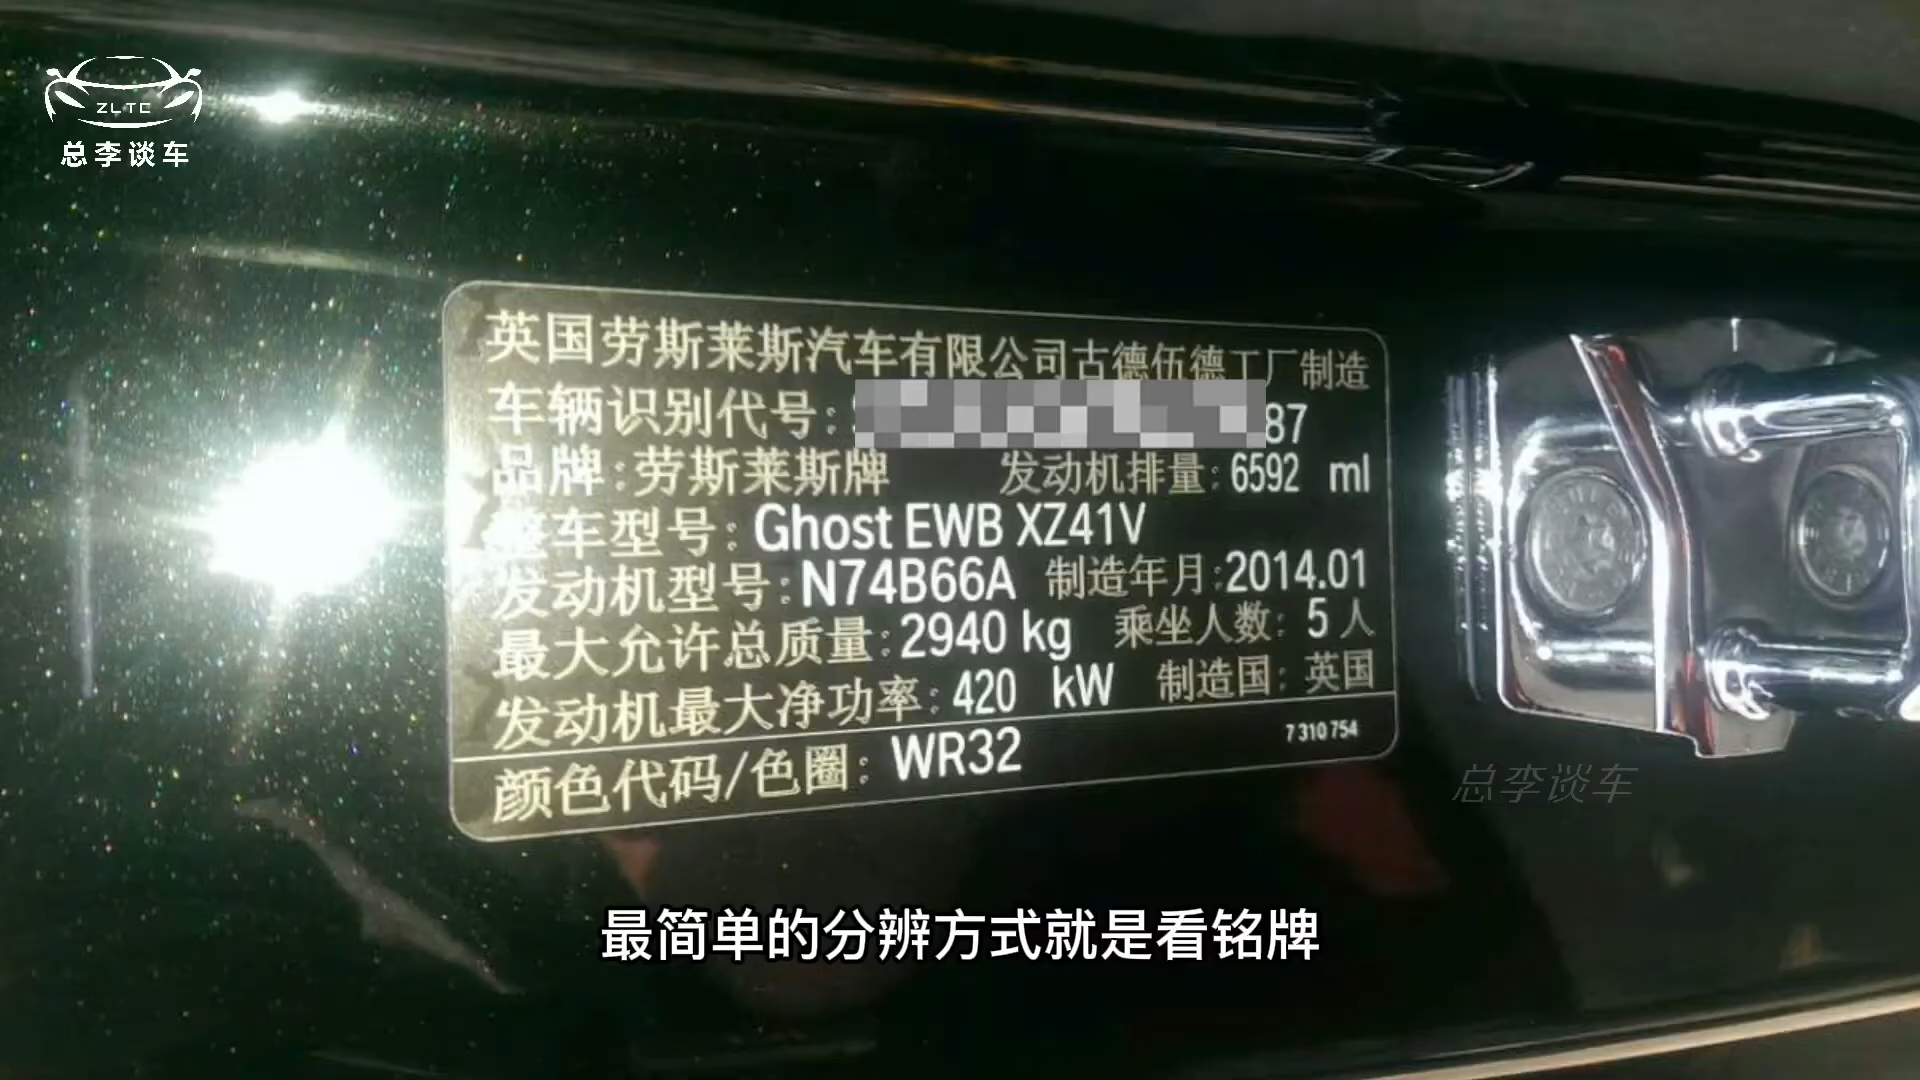 ZLTC
总李谈车
英国劳斯莱斯汽车有限公司古德伍德工厂制造
车辆识别代号: 87
品牌:劳斯莱斯牌 发动机排量:6592 ml
整车型号:Ghost EWB XZ41V
发动机型号:N74B66A 制造年月:2014.01
最大允许总质量:2940 kg 乘坐人数: 5 人
发动机最大净功率:420 kW 制造国: 英国
7 310 754
颜色代码/色圈: WR32
总李谈车
最简单的分辨方式就是看铭牌